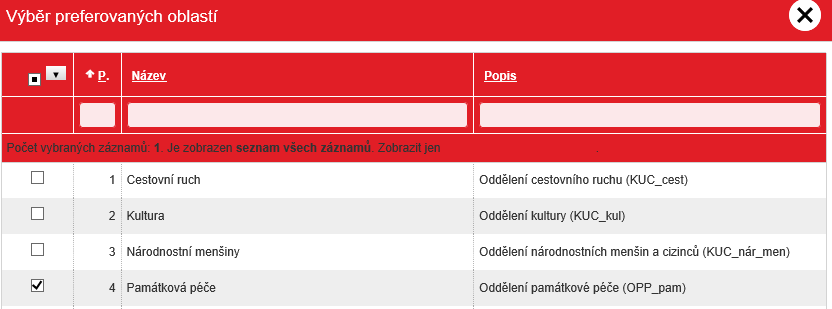 Výběr preferovaných oblastí
P. Název Popis
Počet vybraných záznamů: 1. Je zobrazen seznam všech záznamů. Zobrazit jen .
1 Cestovní ruch Oddělení cestovního ruchu (KUC_cest)
2 Kultura Oddělení kultury (KUC_kul)
3 Národnostní menšiny Oddělení národnostních menšin a cizinců (KUC_nár_men)
4 Památková péče Oddělení památkové péče (OPP_pam)